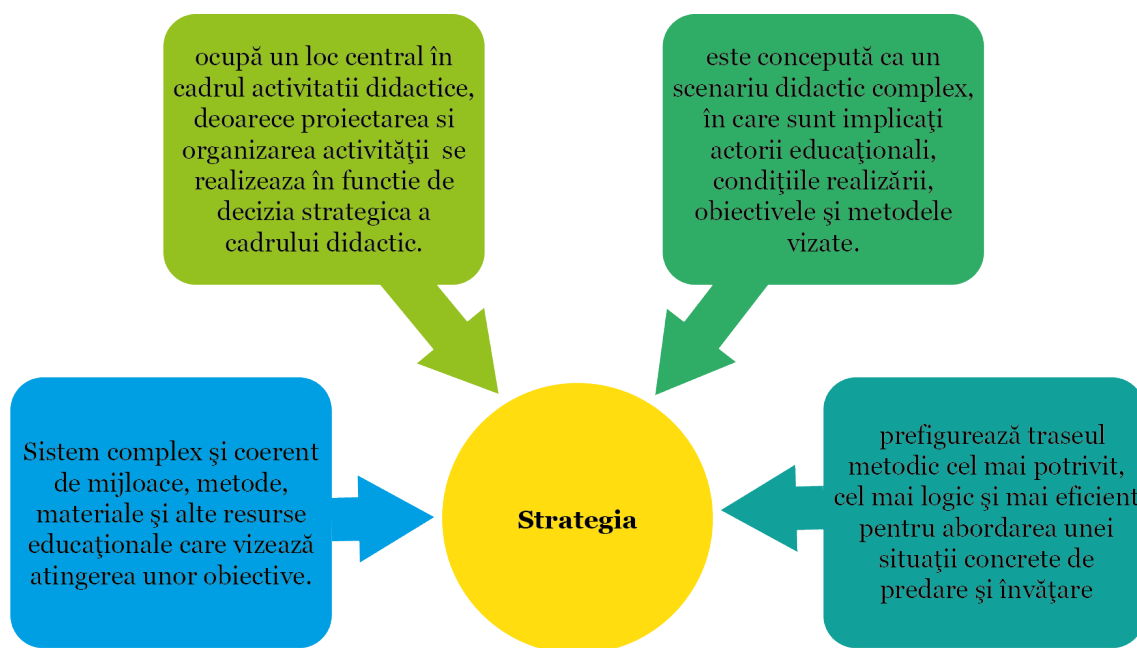 ocupă un loc central în
cadrul activitatii didactice,
deoarece proiectarea si
organizarea activităţii  se
realizeaza în functie de
decizia strategica a
cadrului didactic.
este concepută ca un
scenariu didactic complex,
în care sunt implicaţi
actorii educaţionali,
condiţiile realizării,
obiectivele şi metodele
vizate.
Sistem complex şi coerent
de mijloace, metode,
materiale şi alte resurse
educaţionale care vizează
atingerea unor obiective.
Strategia
prefigurează traseul
metodic cel mai potrivit,
cel mai logic şi mai eficient
pentru abordarea unei
situaţii concrete de
predare şi învăţare